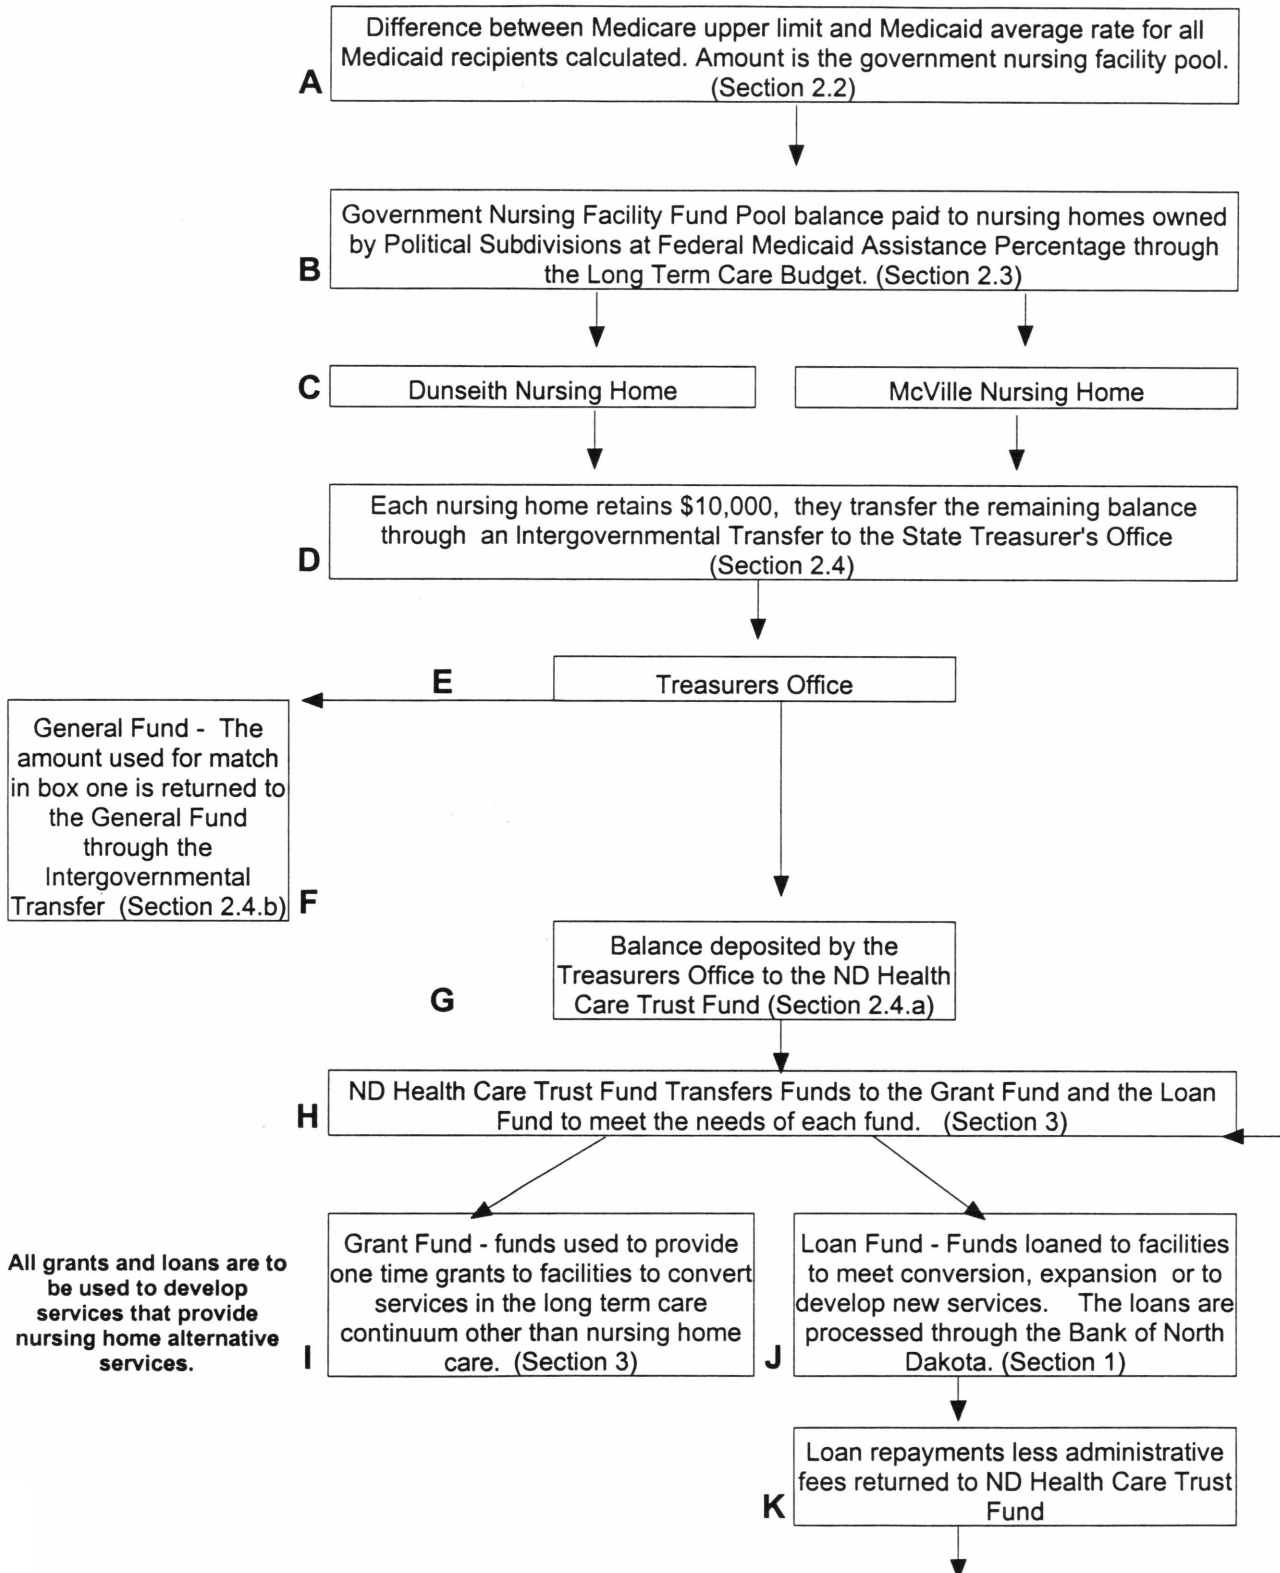 Difference between Medicare upper limit and Medicaid average rate for all
Medicaid recipients calculated. Amount is the government nursing facility pool.
(Section 2.2)
A
Government Nursing Facility Fund Pool balance paid to nursing homes owned
by Political Subdivisions at Federal Medicaid Assistance Percentage through
the Long Term Care Budget. (Section 2.3)
B
C
Dunseith Nursing Home
McVille Nursing Home
Each nursing home retains $10,000, they transfer the remaining balance
through an Intergovernmental Transfer to the State Treasurer's Office
(Section 2.4)
D
E
Treasurers Office
General Fund - The
amount used for match
in box one is returned to
the General Fund
through the
Intergovernmental
Transfer (Section 2.4.b)
F
Balance deposited by the
Treasurers Office to the ND Health
Care Trust Fund (Section 2.4.a)
G
ND Health Care Trust Fund Transfers Funds to the Grant Fund and the Loan
Fund to meet the needs of each fund. (Section 3)
H
All grants and loans are to
be used to develop
services that provide
nursing home alternative
services.
Grant Fund - funds used to provide
one time grants to facilities to convert
services in the long term care
continuum other than nursing home
care. (Section 3)
I
Loan Fund - Funds loaned to facilities
to meet conversion, expansion or to
develop new services. The loans are
processed through the Bank of North
Dakota. (Section 1)
J
Loan repayments less administrative
fees returned to ND Health Care Trust
Fund
K